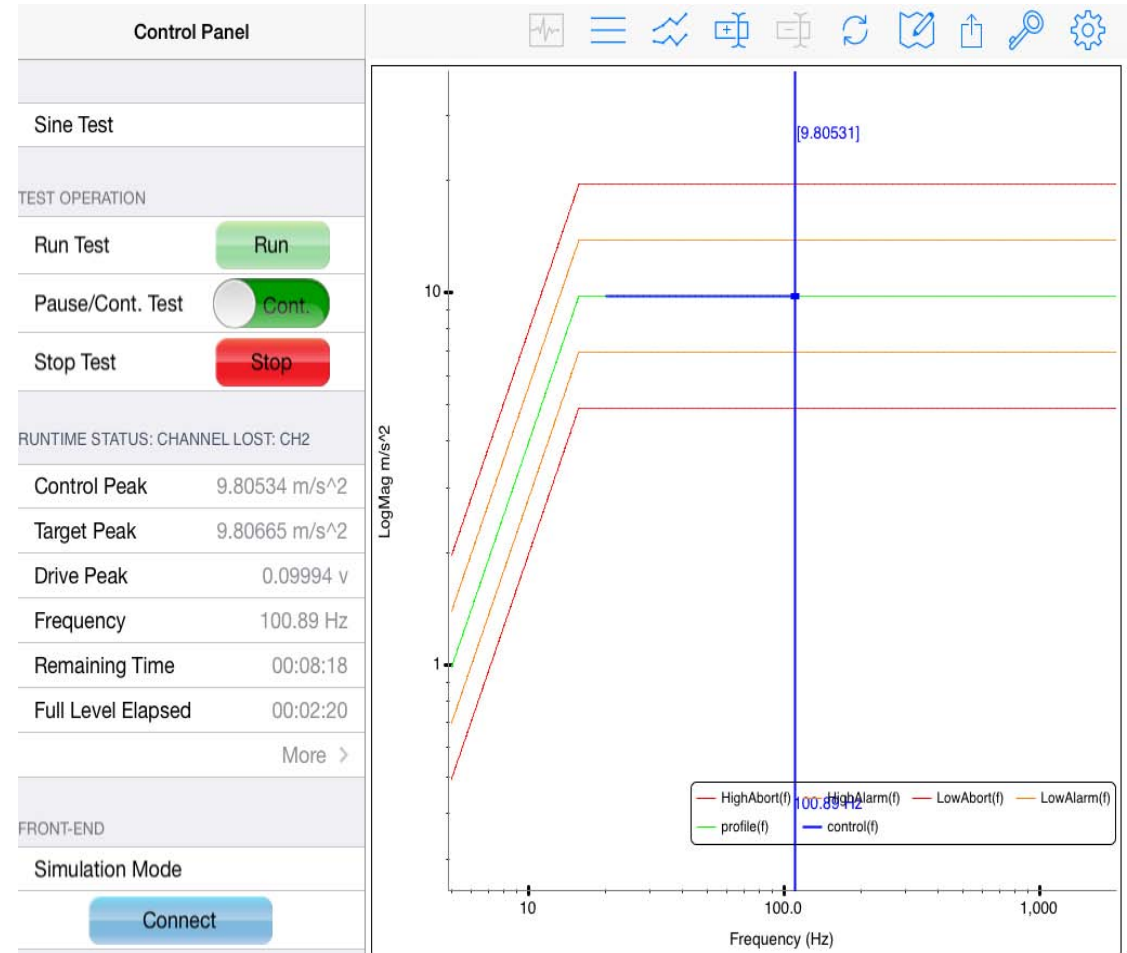 Control Panel
Sine Test
TEST OPERATION
Run Test Run
Pause/Cont. Test Cont.
Stop Test Stop
RUNTIME STATUS: CHANNEL LOST: CH2
Control Peak 9.80534 m/s^2
Target Peak 9.80665 m/s^2
Drive Peak 0.09994 v
Frequency 100.89 Hz
Remaining Time 00:08:18
Full Level Elapsed 00:02:20
More >
FRONT-END
Simulation Mode
Connect
[9.80531]
10
LogMag m/s^2
1
HighAbort(f) HighAlarm(f) LowAbort(f) LowAlarm(f)
100.89 Hz
profile(f) control(f)
10 100.0 1,000
Frequency (Hz)